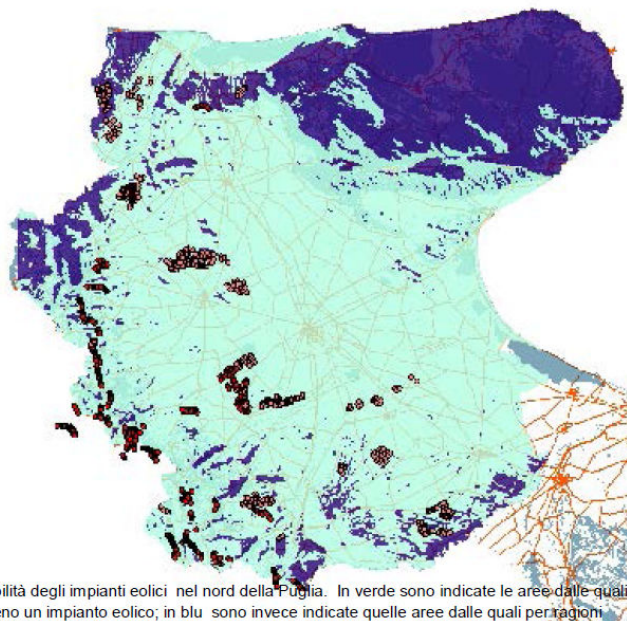 bilità degli impianti eolici nel nord della Puglia. In verde sono indicate le aree dalle quali
eno un impianto eolico; in blu sono invece indicate quelle aree dalle quali per ragioni